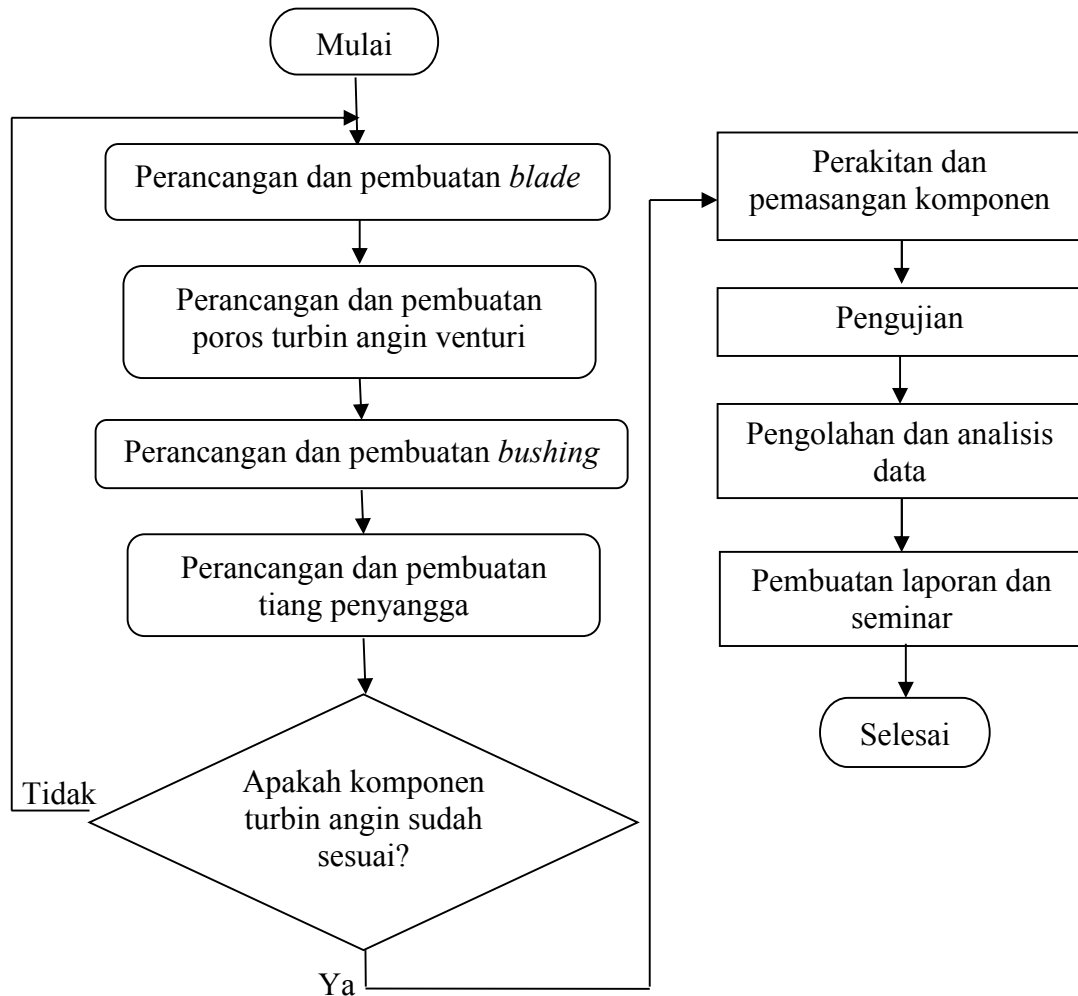 Mulai
Perancangan dan pembuatan blade
Perancangan dan pembuatan
poros turbin angin venturi
Perancangan dan pembuatan bushing
Perancangan dan pembuatan
tiang penyangga
Apakah komponen
turbin angin sudah
sesuai?
Tidak
Ya
Perakitan dan
pemasangan komponen
Pengujian
Pengolahan dan analisis
data
Pembuatan laporan dan
seminar
Selesai